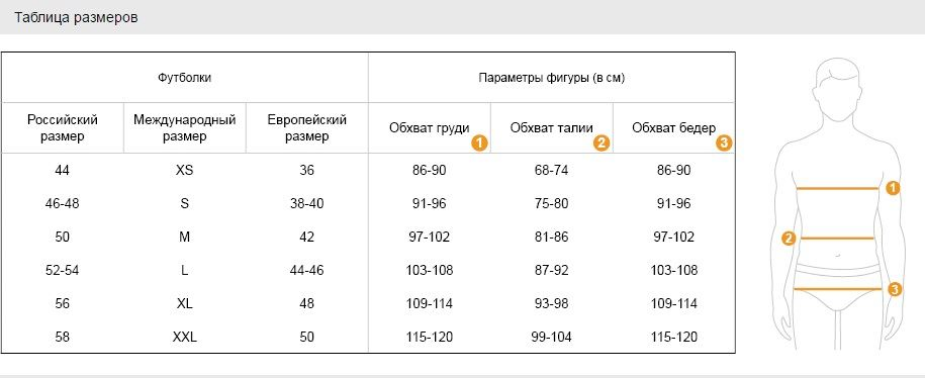 Таблица размеров
Футболки Параметры фигуры (в см)
Российский размер Международный размер Европейский размер Обхват груди 1 Обхват талии 2 Обхват бедер 3
44 XS 36 86-90 68-74 86-90
46-48 S 38-40 91-96 75-80 91-96
50 M 42 97-102 81-86 97-102
52-54 L 44-46 103-108 87-92 103-108
56 XL 48 109-114 93-98 109-114
58 XXL 50 115-120 99-104 115-120
1
2
3